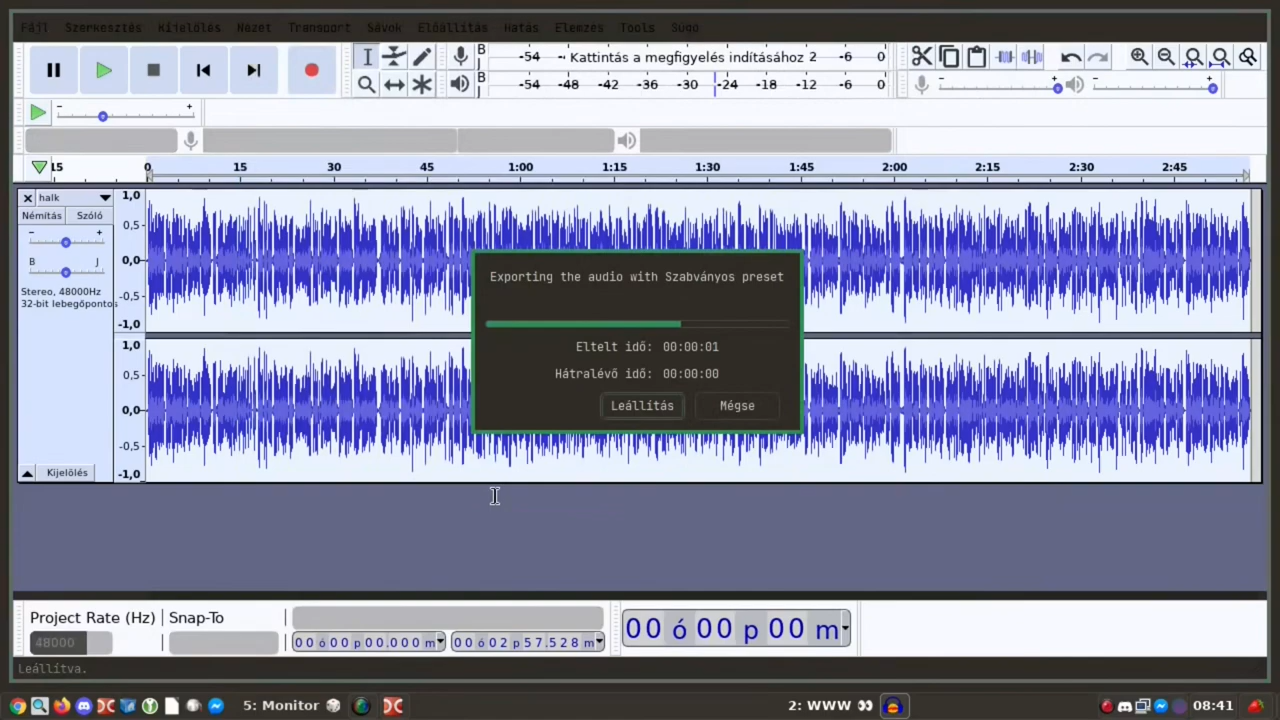 Fájl Szerkesztés Kijelölés Nézet Transport Sávok Előállítás Hatás Elemzés Tools Súgó
B -54 -- Kattintás a megfigyelés indításához 2 -6 0
B -54 -48 -42 -36 -30 -24 -18 -12 -6 0
- +
- +
- +
15 0 15 30 45 1:00 1:15 1:30 1:45 2:00 2:15 2:30 2:45
halk
Némítás Szóló
- +
B J
Stereo, 48000Hz
32-bit lebegőpontos
Kijelölés
1,0
0,5
0,0
-0,5
-1,0
1,0
0,5
0,0
-0,5
-1,0
Exporting the audio with Szabványos preset
Eltelt idő: 00:00:01
Hátralévő idő: 00:00:00
Leállítás Mégse
Project Rate (Hz) Snap-To
48000
00 ó 00 p 00.000 m
00 ó 02 p 57.528 m
00 ó 00 p 00 m
Leállítva.
5: Monitor
2: WWW
08:41